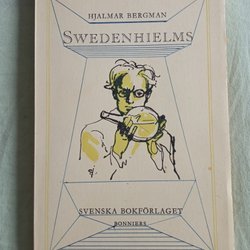 HJALMAR BERGMAN
SWEDENHIELMS
SVENSKA BOKFÖRLAGET
BONNIERS